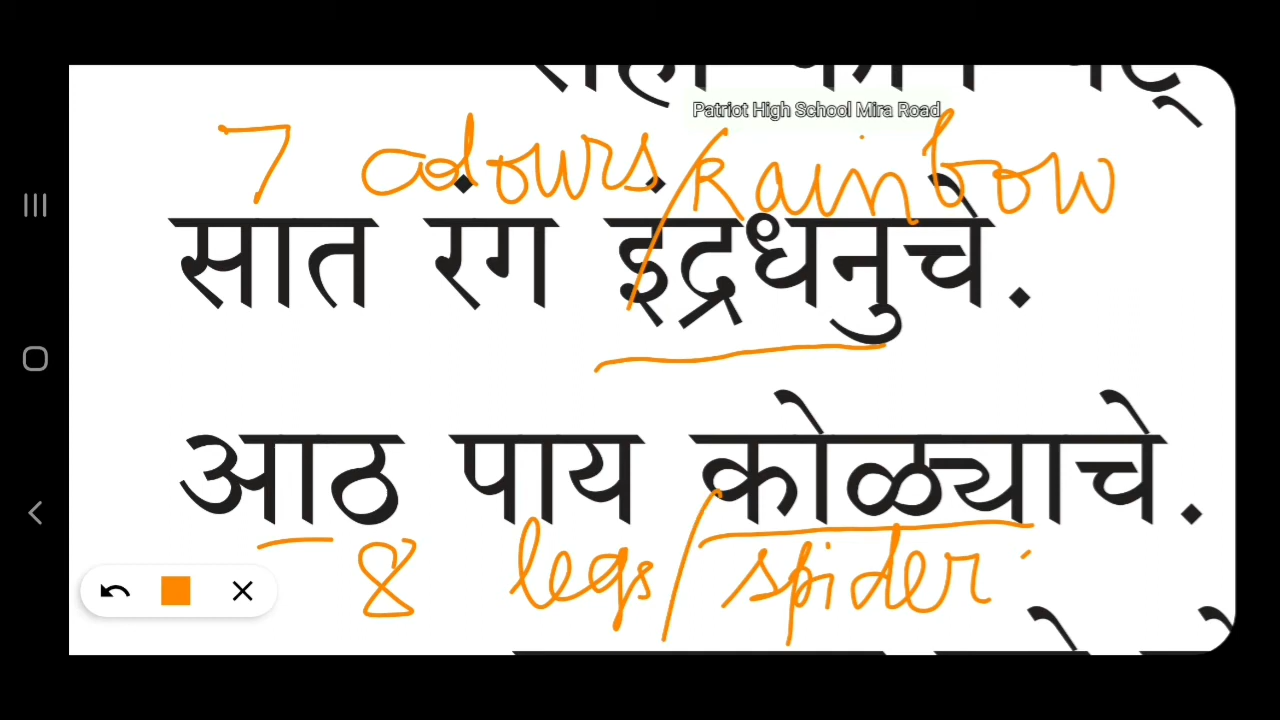 Patriot High School Mira Road
7 colours/Rainbow
सात रंग इंद्रधनुचे.
आठ पाय कोळ्याचे.
8 legs/spider